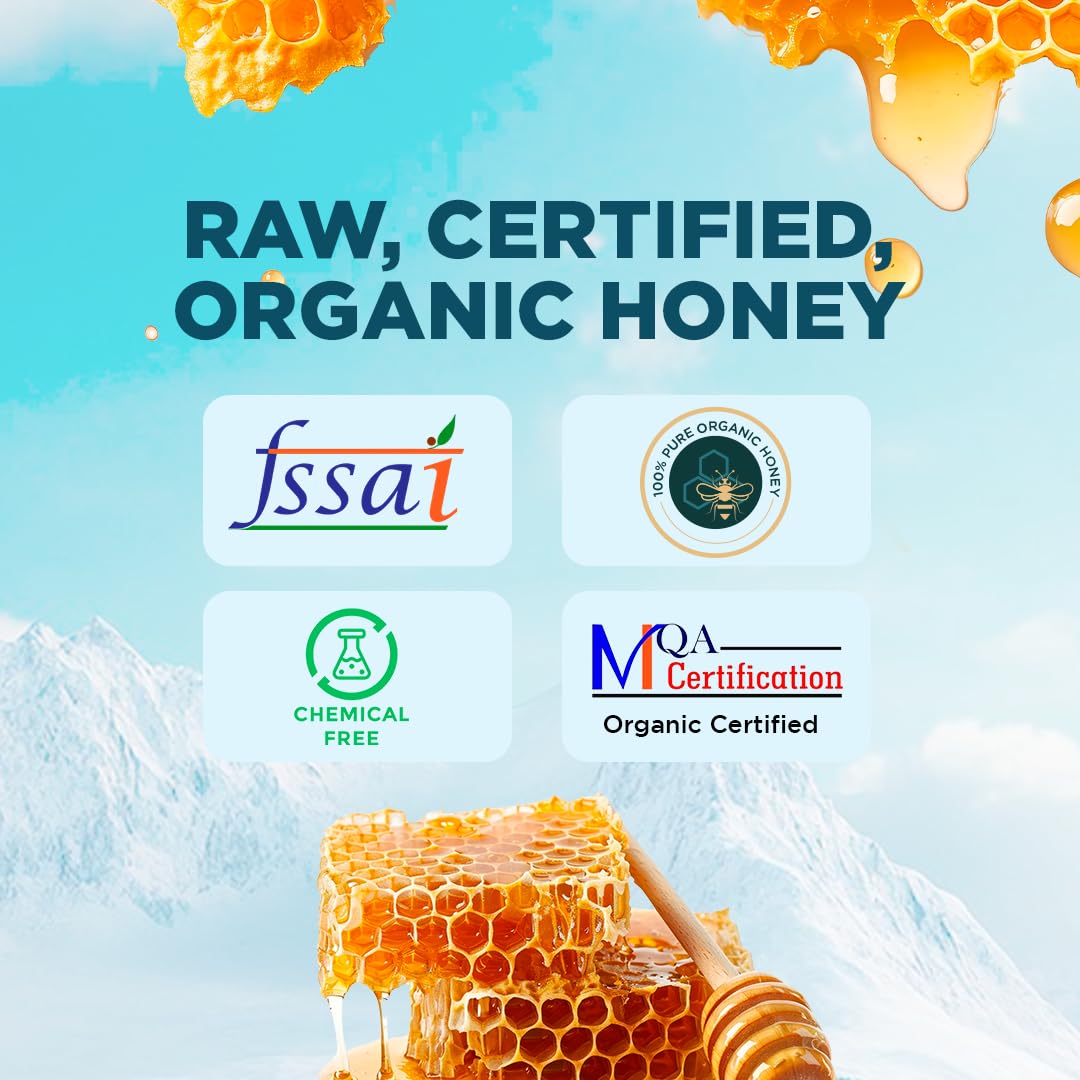 RAW, CERTIFIED,
ORGANIC HONEY
fssai
100% PURE ORGANIC HONEY
CHEMICAL
FREE
MQA
Certification
Organic Certified